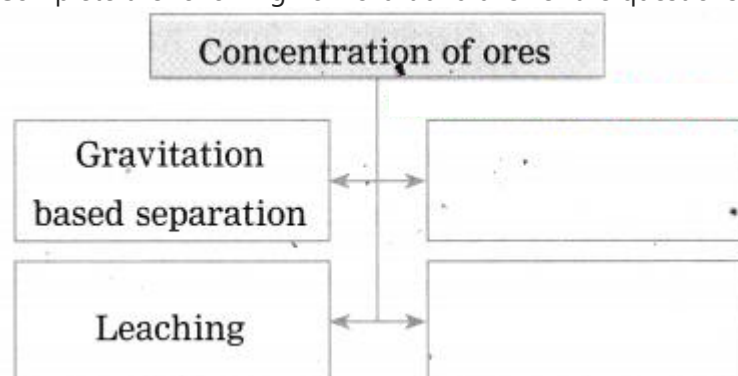 Concentration of ores
Gravitation
based separation
Leaching